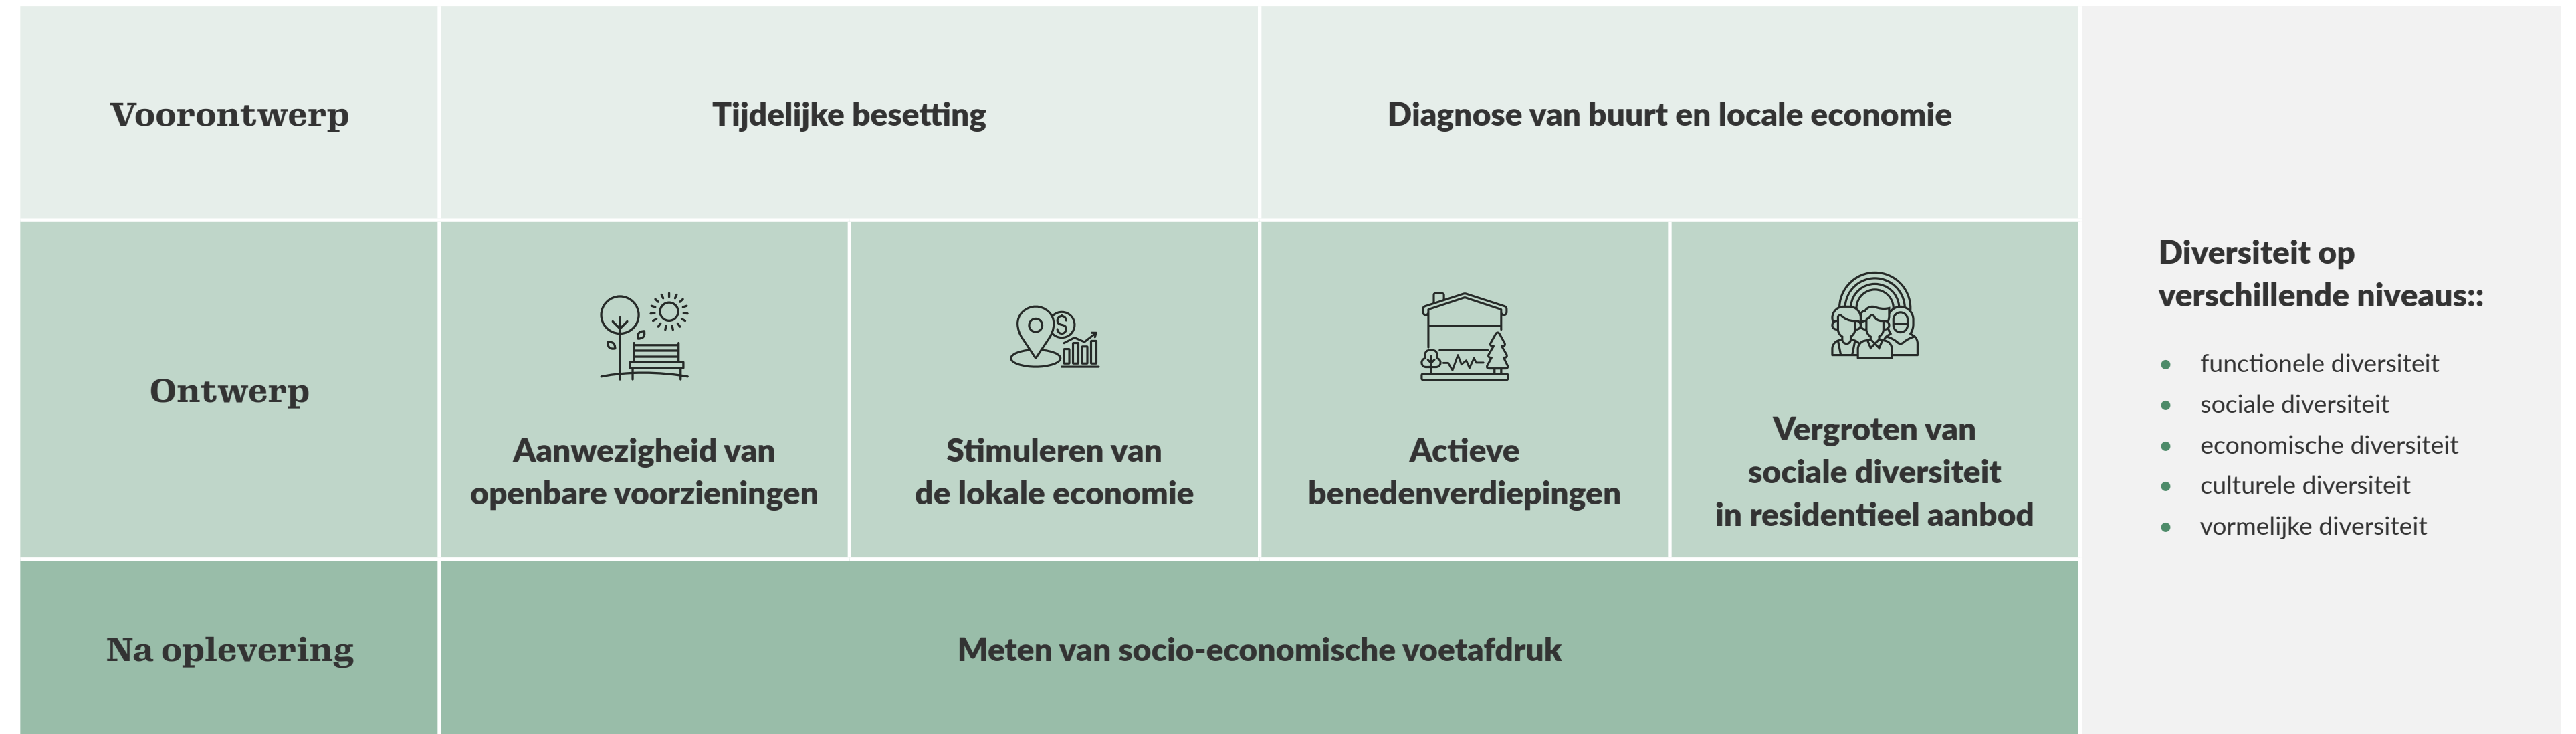 Voorontwerp
Tijdelijke besetting
Diagnose van buurt en locale economie
Ontwerp
Aanwezigheid van
openbare voorzieningen
Stimuleren van
de lokale economie
Actieve
benedenverdiepingen
Vergroten van
sociale diversiteit
in residentieel aanbod
Na oplevering
Meten van socio-economische voetafdruk
Diversiteit op
verschillende niveaus::
• functionele diversiteit
• sociale diversiteit
• economische diversiteit
• culturele diversiteit
• vormelijke diversiteit